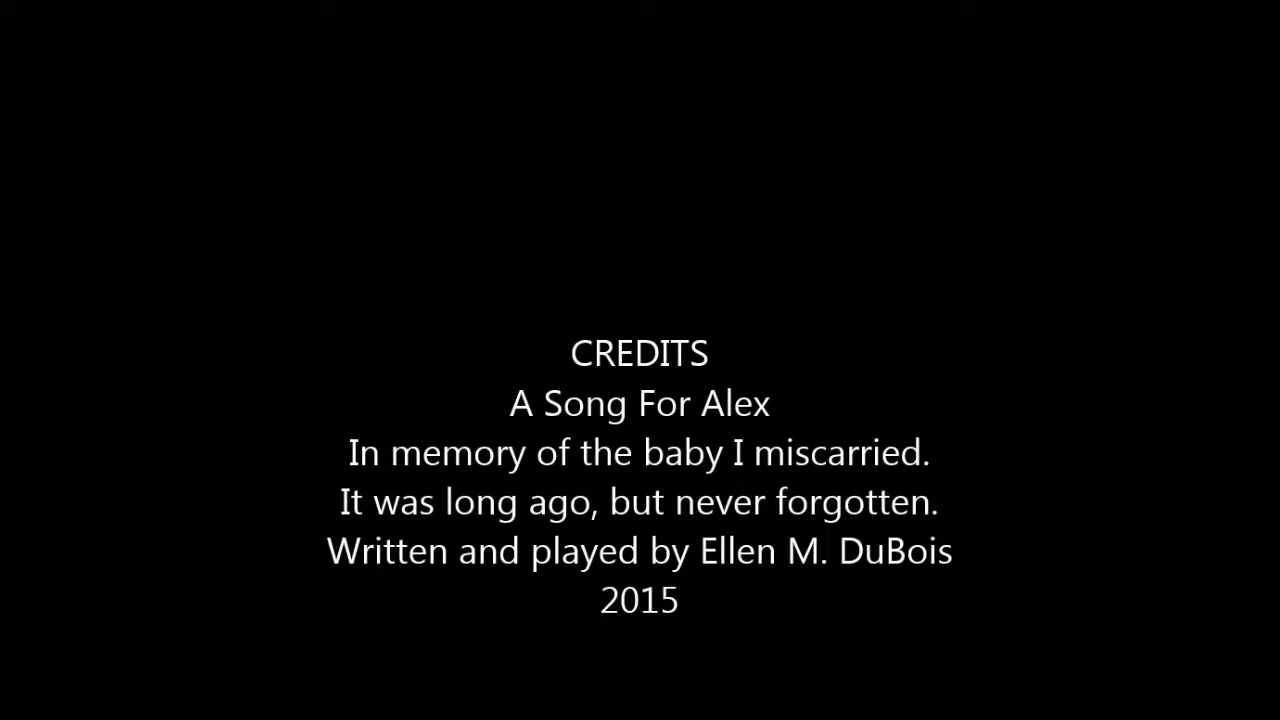 CREDITS
A Song For Alex
In memory of the baby I miscarried.
It was long ago, but never forgotten.
Written and played by Ellen M. DuBois
2015